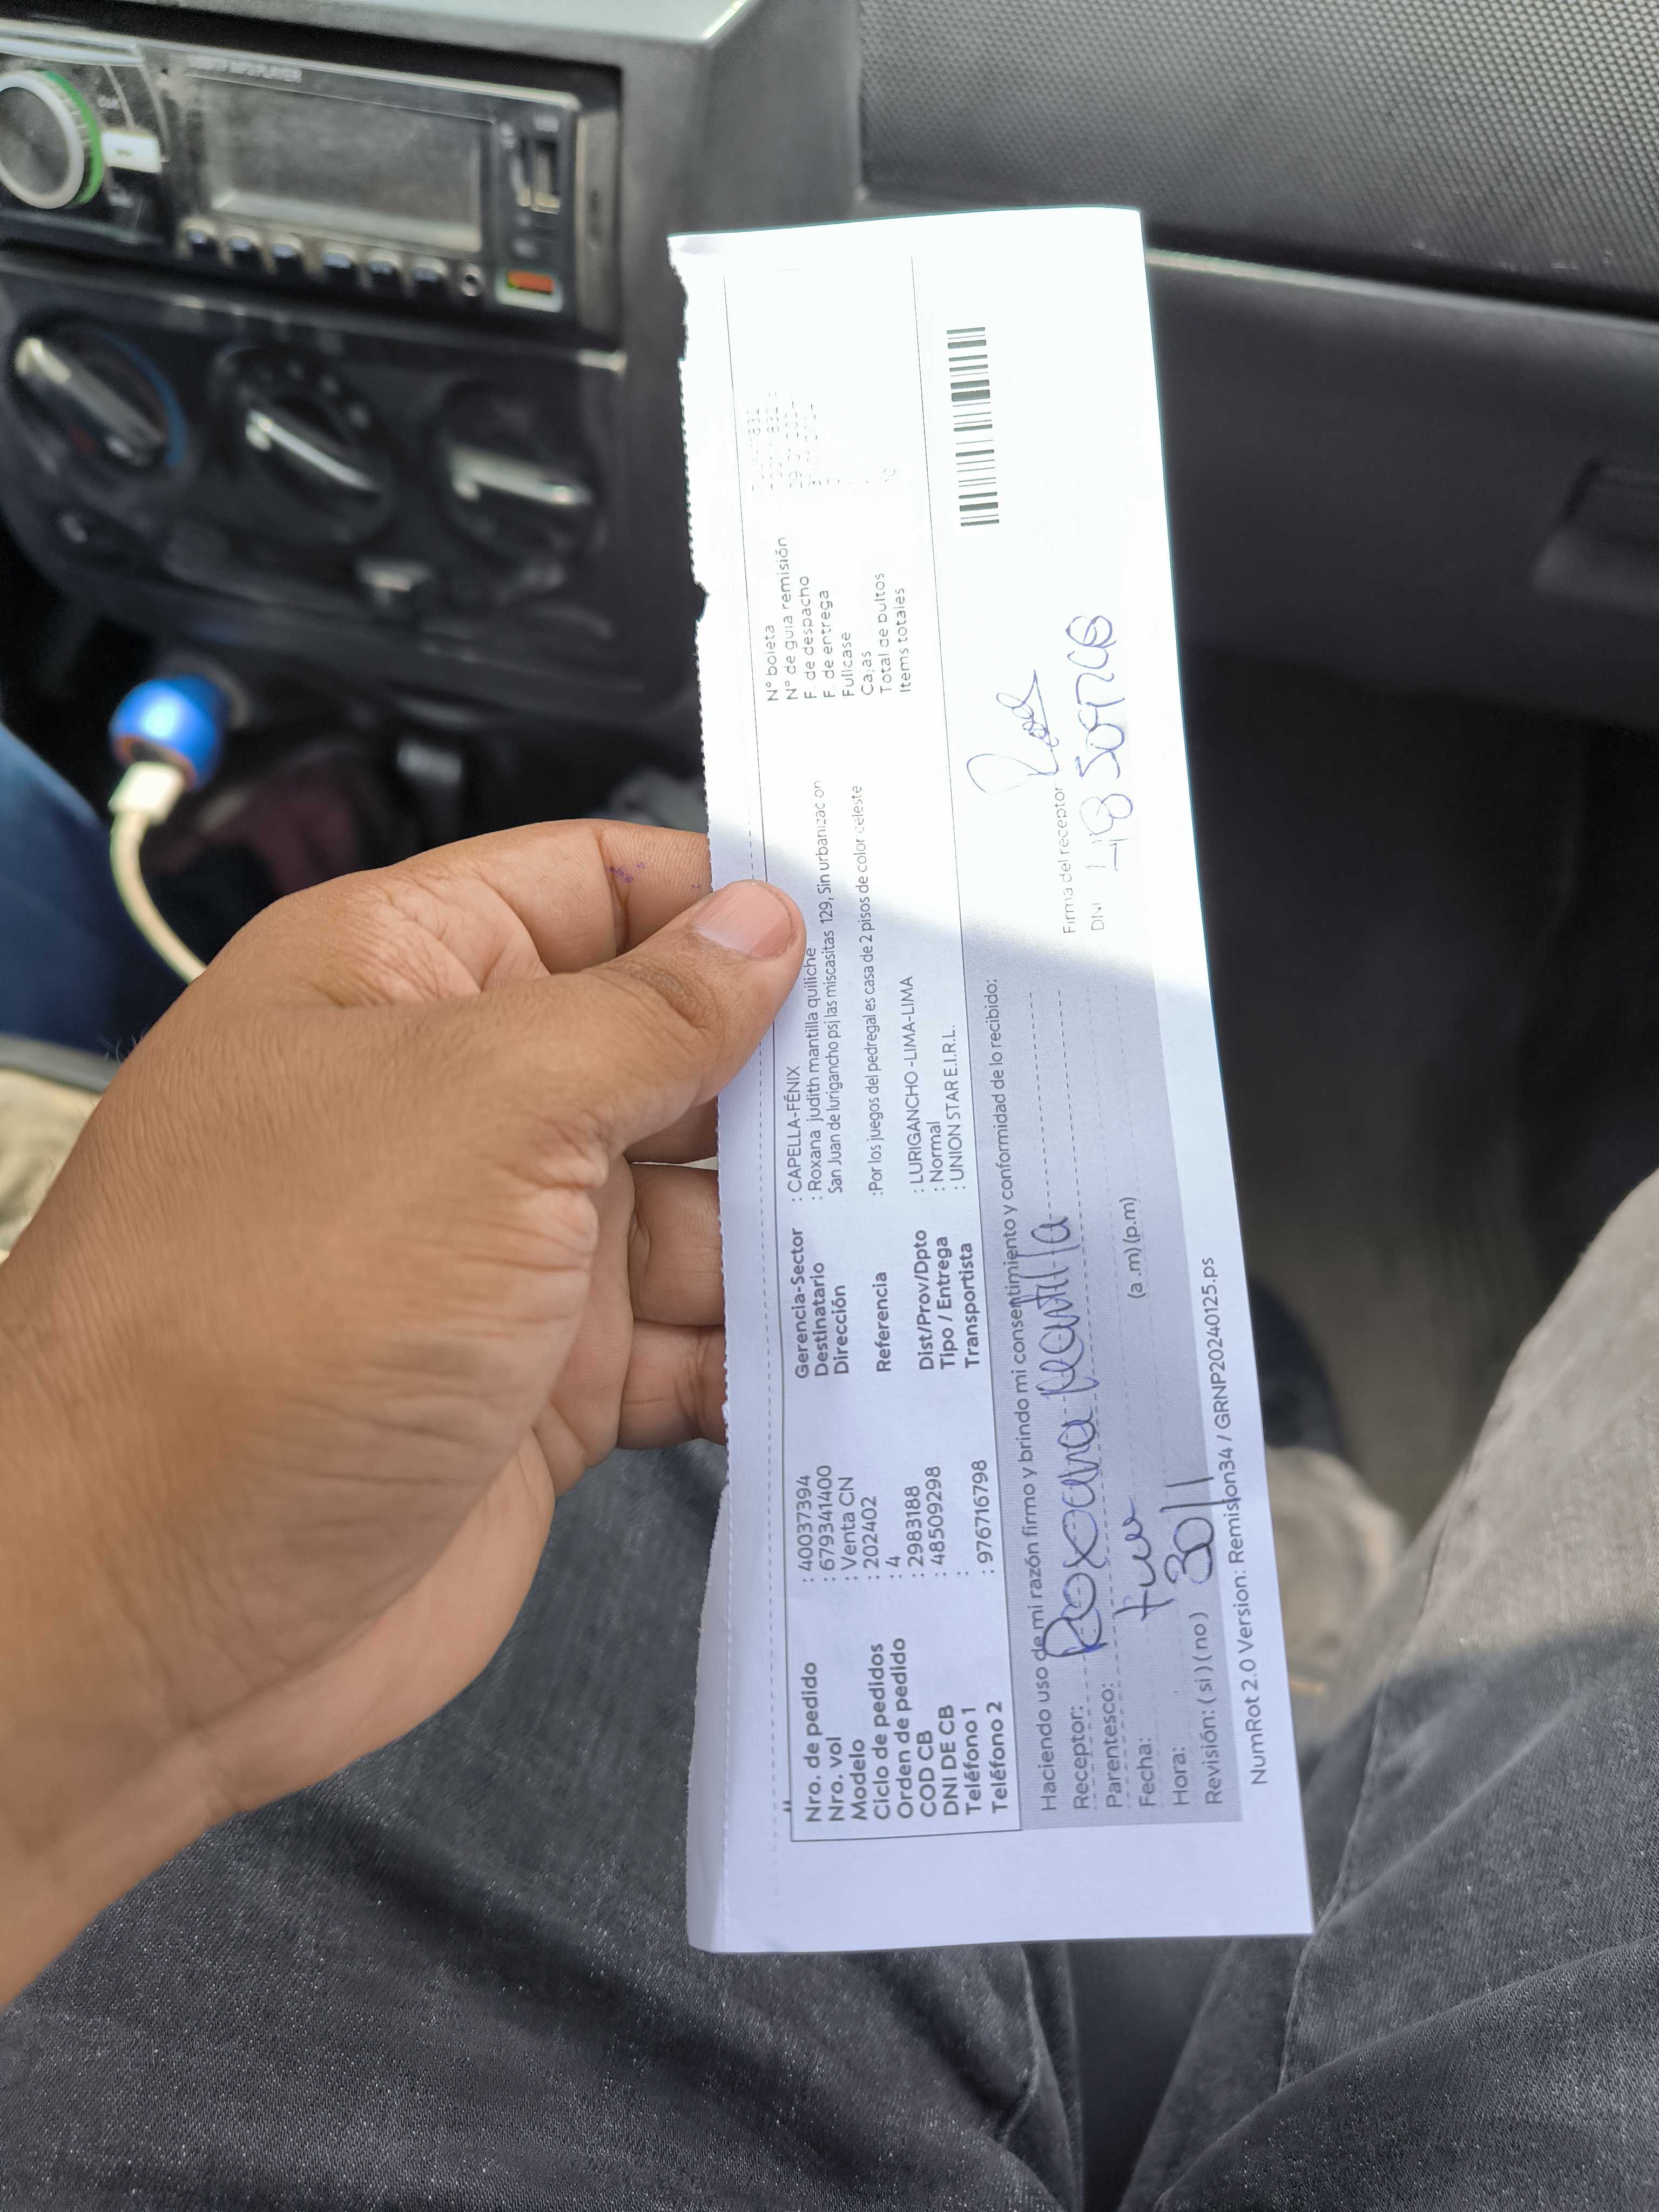 Nro. de pedido : 40037394
Nro. vol : 679341400
Modelo : Venta CN
Ciclo de pedidos : 202402
Orden de pedido : 4
COD CB : 2983188
DNI DE CB : 48509298
Teléfono 1 :
Teléfono 2 : 976716798
Gerencia-Sector : CAPELLA-FÉNIX
Destinatario : Roxana judith mantilla quiliche
Dirección San Juan de lurigancho psj las miscasitas 129, Sin urbanizacion
Referencia :Por los juegos del pedregal es casa de 2 pisos de color celeste
Dist/Prov/Dpto : LURIGANCHO -LIMA-LIMA
Tipo / Entrega : Normal
Transportista : UNION STAR E.I.R.L.
N° boleta
N° de guia remisión
F de despacho
F de entrega
Fullcase
Cajas
Total de bultos
Items totales
Haciendo uso de mi razón firmo y brindo mi consentimiento y conformidad de lo recibido:
Receptor: Roxana Mantilla
Parentesco:
Fecha: (a .m) (p.m)
Hora: 30/1
Revisión: ( si ) ( no )
Firma del receptor
DNI
NumRot 2.0 Version: Remision34 / GRNP20240125.ps